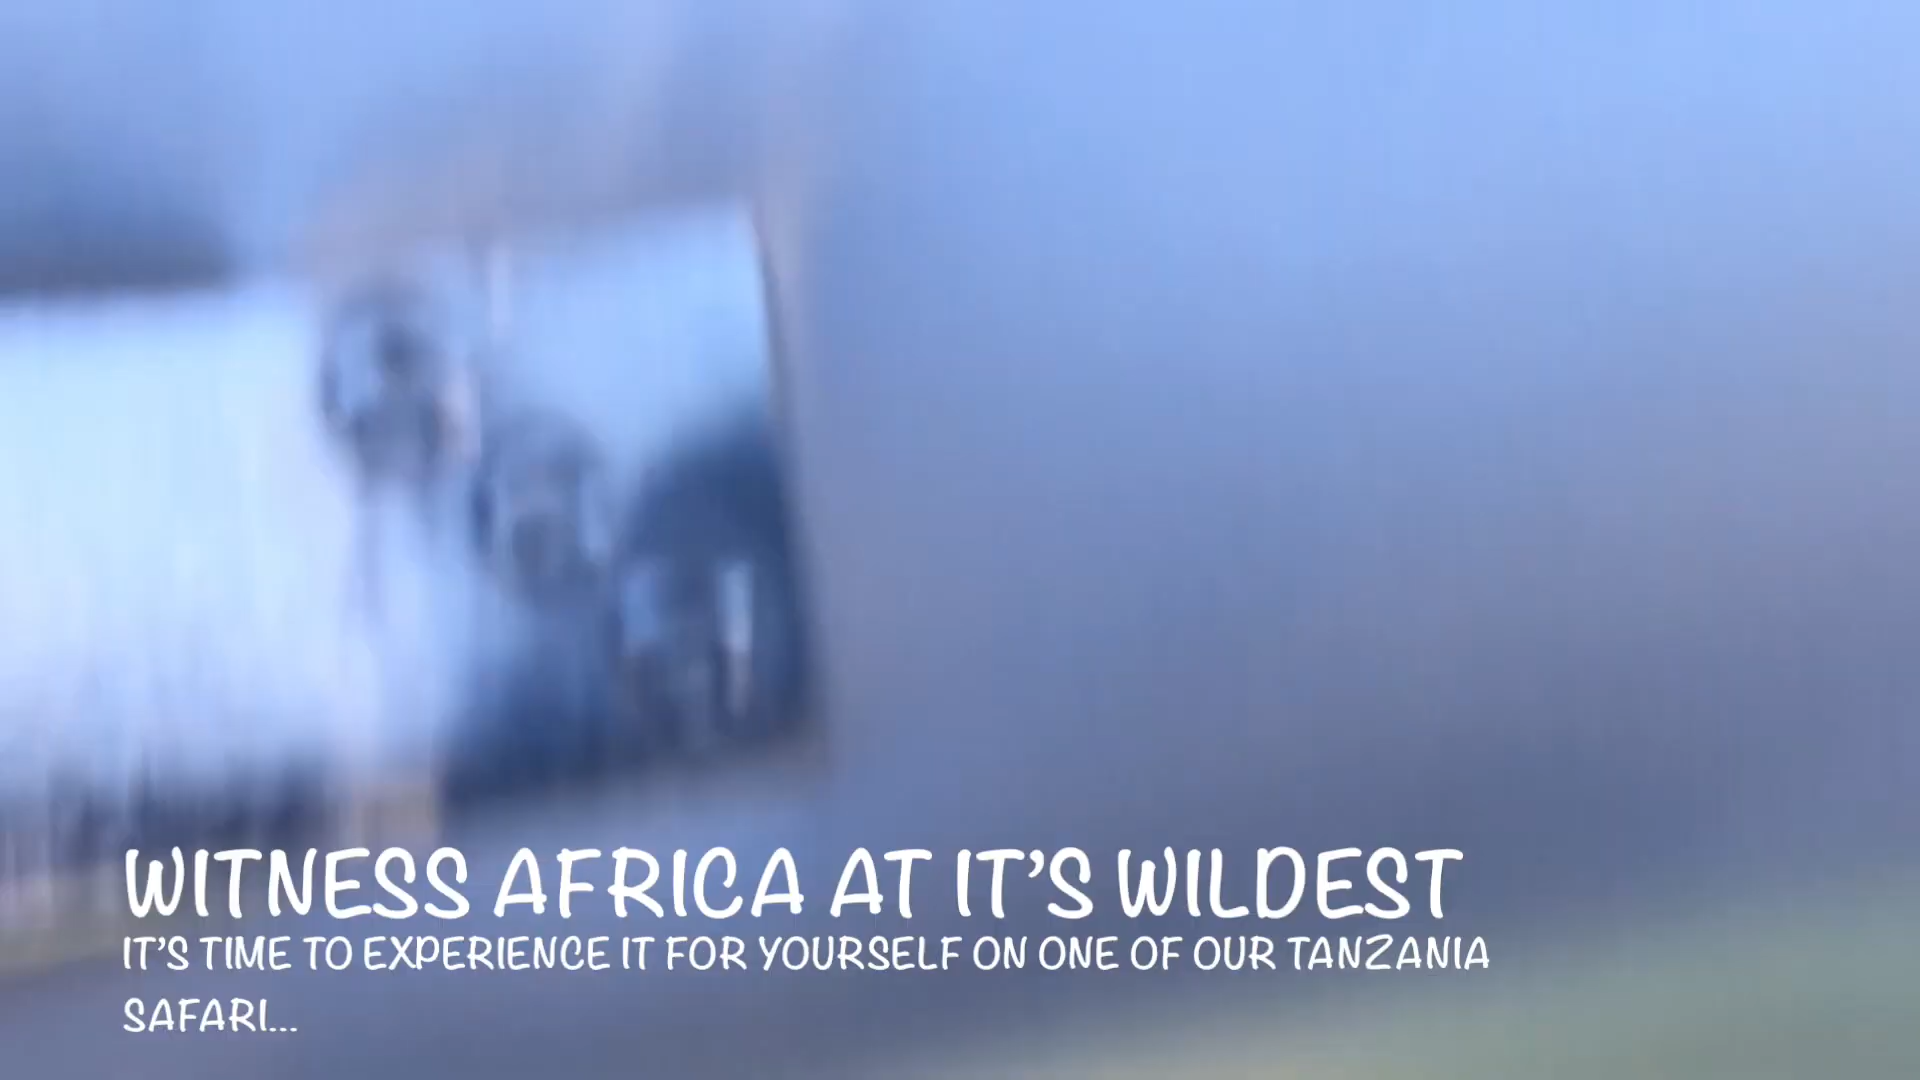 WITNESS AFRICA AT IT'S WILDEST
IT'S TIME TO EXPERIENCE IT FOR YOURSELF ON ONE OF OUR TANZANIA
SAFARI...